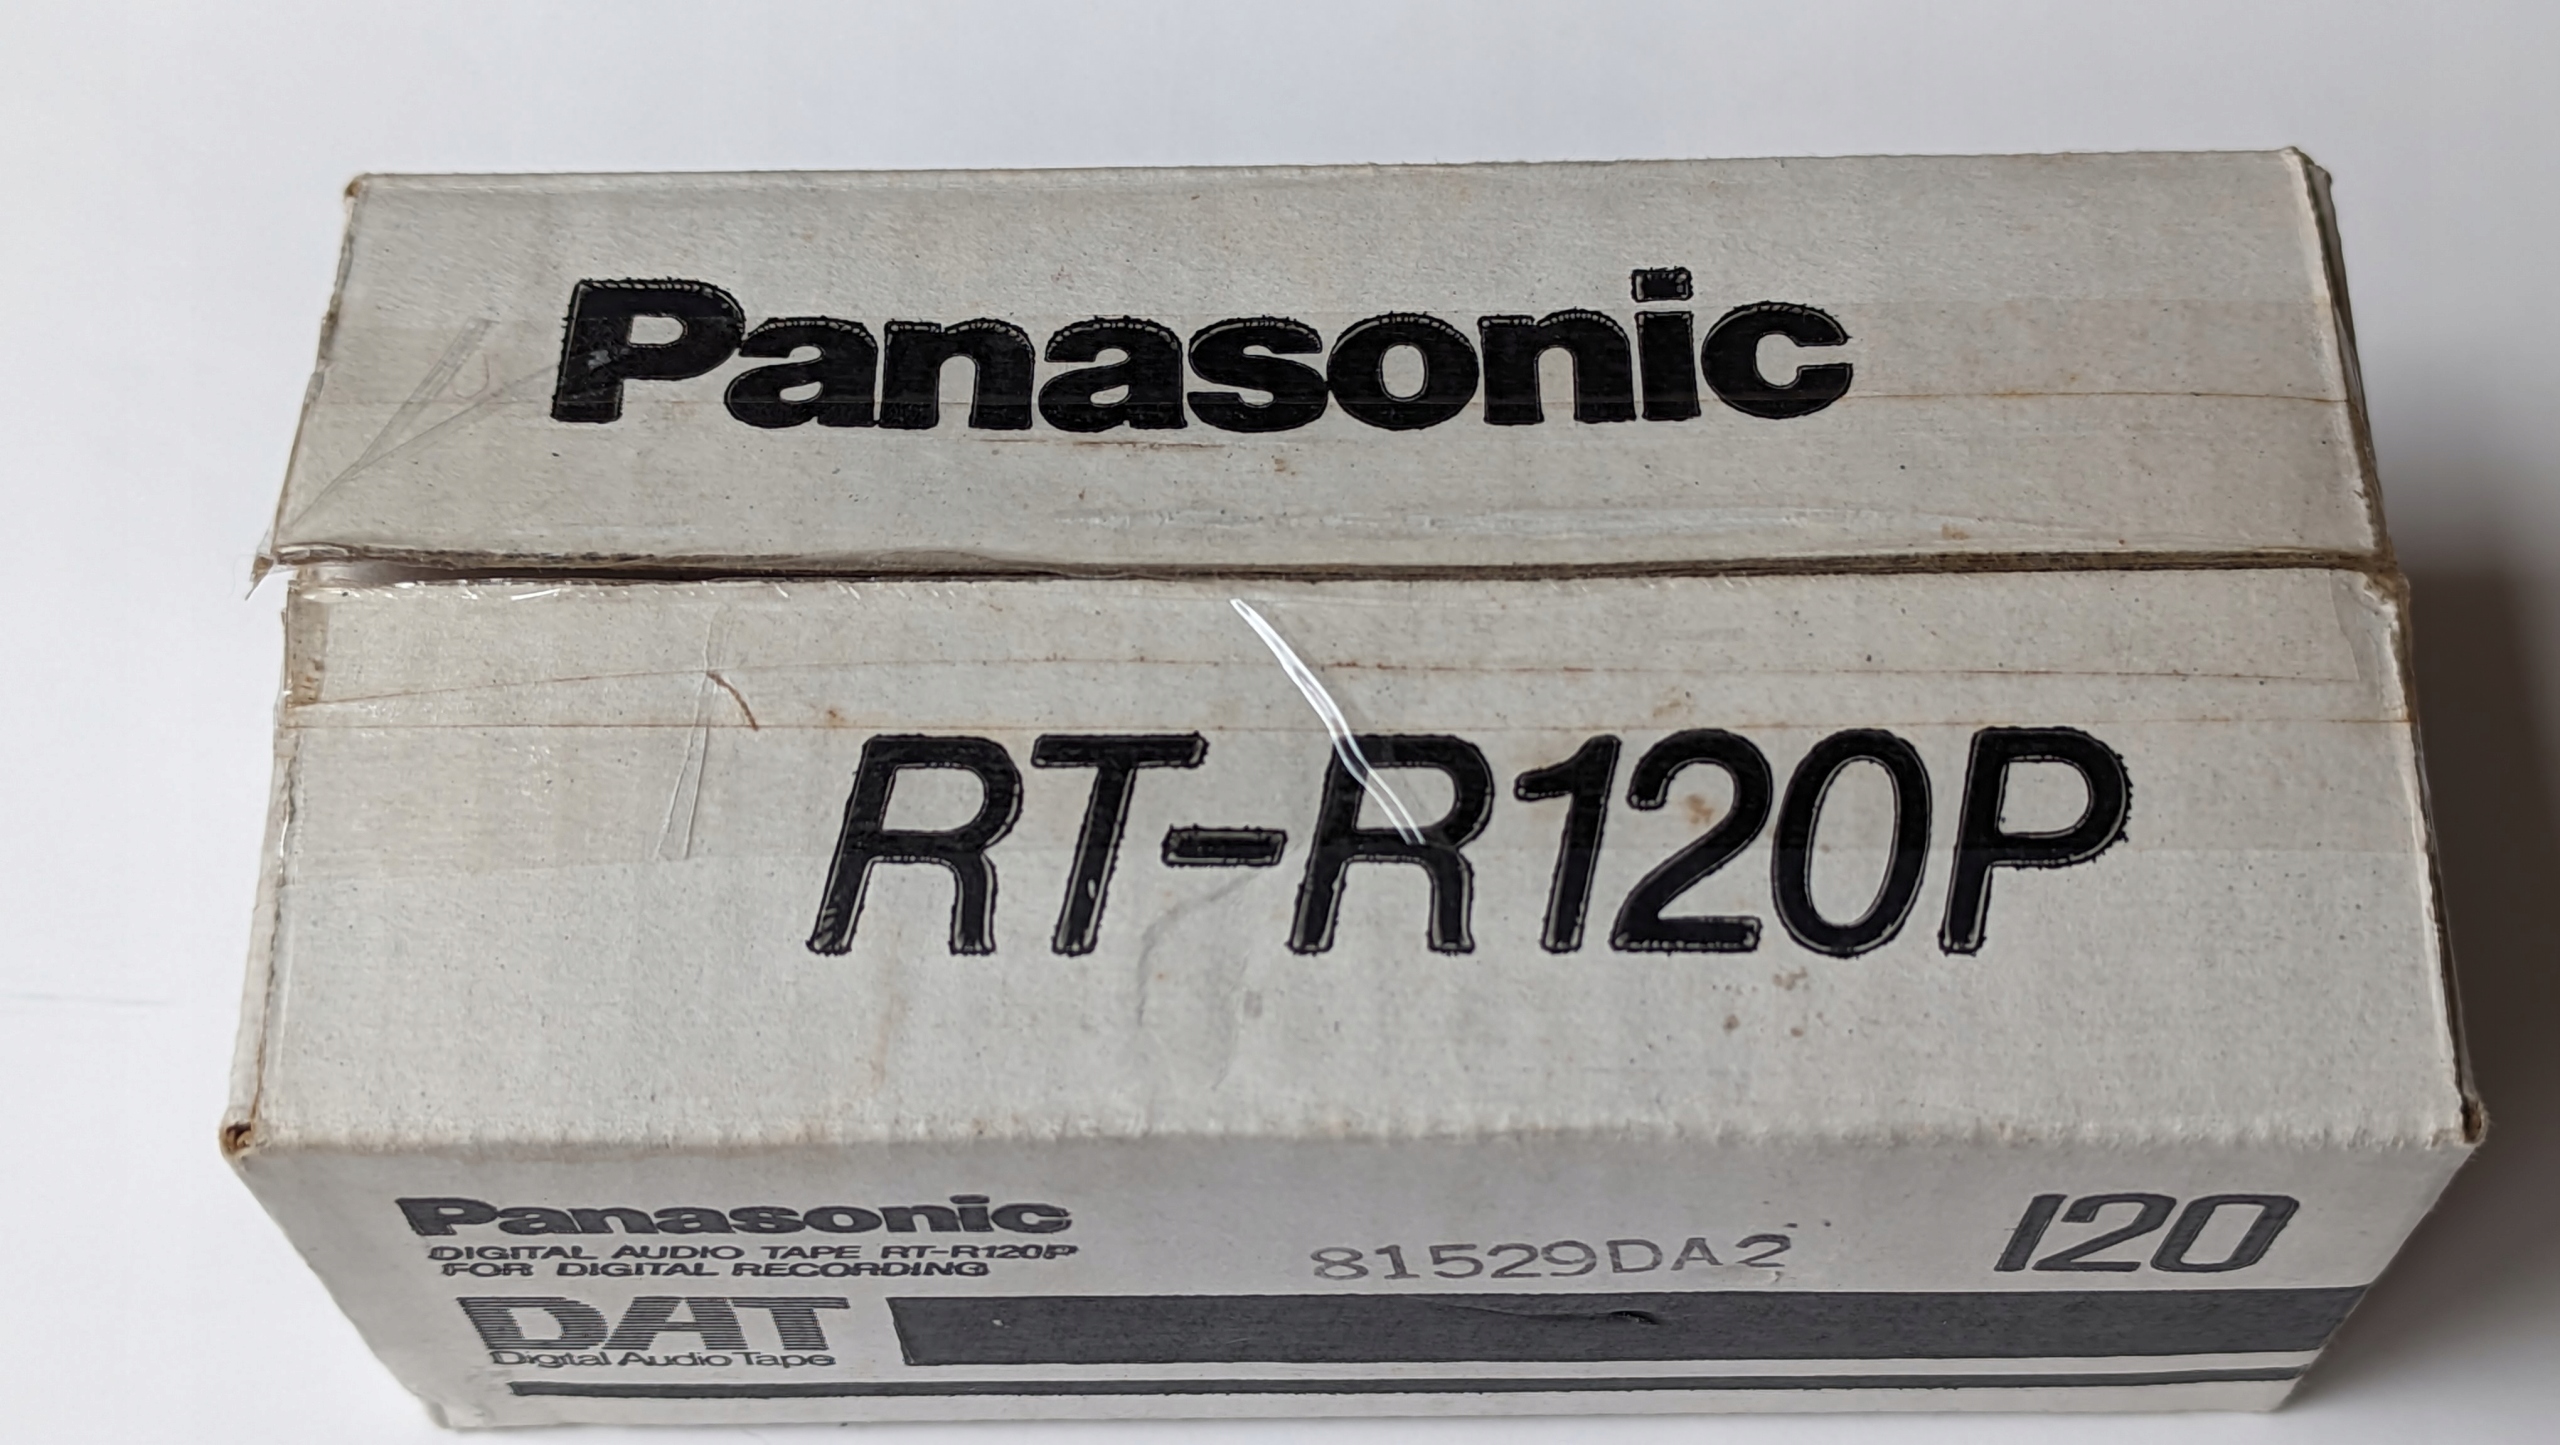 Panasonic
RT-R120P
Panasonic
DIGITAL AUDIO TAPE RT-R120P
FOR DIGITAL RECORDING
81529DA2
120
DAT
Digital Audio Tape